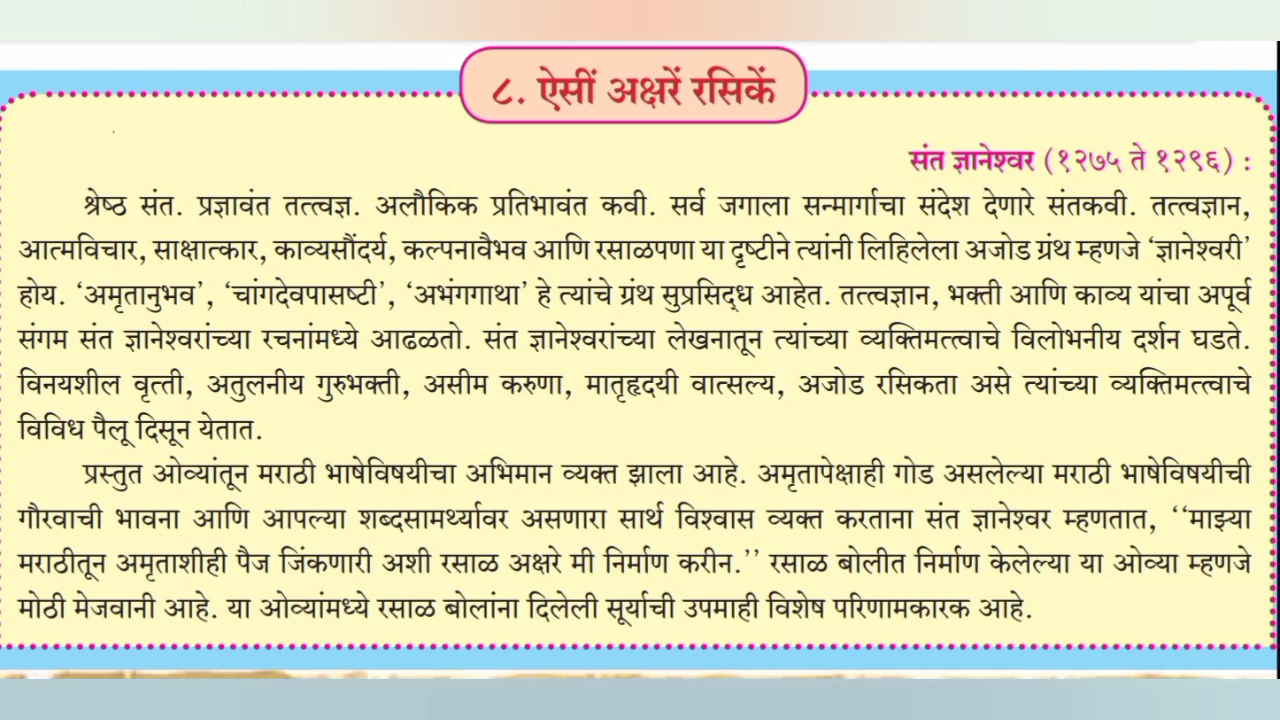 ८. ऐसीं अक्षरें रसिकें
संत ज्ञानेश्वर (१२७५ ते १२९६) :
श्रेष्ठ संत. प्रज्ञावंत तत्त्वज्ञ. अलौकिक प्रतिभावंत कवी. सर्व जगाला सन्मार्गाचा संदेश देणारे संतकवी. तत्त्वज्ञान,
आत्मविचार, साक्षात्कार, काव्यसौंदर्य, कल्पनावैभव आणि रसाळपणा या दृष्टीने त्यांनी लिहिलेला अजोड ग्रंथ म्हणजे ‘ज्ञानेश्वरी’
होय. ‘अमृतानुभव’, ‘चांगदेवपासष्टी’, ‘अभंगगाथा’ हे त्यांचे ग्रंथ सुप्रसिद्ध आहेत. तत्त्वज्ञान, भक्ती आणि काव्य यांचा अपूर्व
संगम संत ज्ञानेश्वरांच्या रचनांमध्ये आढळतो. संत ज्ञानेश्वरांच्या लेखनातून त्यांच्या व्यक्तिमत्त्वाचे विलोभनीय दर्शन घडते.
विनयशील वृत्ती, अतुलनीय गुरुभक्ती, असीम करुणा, मातृहृदयी वात्सल्य, अजोड रसिकता असे त्यांच्या व्यक्तिमत्त्वाचे
विविध पैलू दिसून येतात.
प्रस्तुत ओव्यांतून मराठी भाषेविषयीचा अभिमान व्यक्त झाला आहे. अमृतापेक्षाही गोड असलेल्या मराठी भाषेविषयीची
गौरवाची भावना आणि आपल्या शब्दसामर्थ्यावर असणारा सार्थ विश्वास व्यक्त करताना संत ज्ञानेश्वर म्हणतात, ‘‘माझ्या
मराठीतून अमृताशीही पैज जिंकणारी अशी रसाळ अक्षरे मी निर्माण करीन.’’ रसाळ बोलीत निर्माण केलेल्या या ओव्या म्हणजे
मोठी मेजवानी आहे. या ओव्यांमध्ये रसाळ बोलांना दिलेली सूर्याची उपमाही विशेष परिणामकारक आहे.